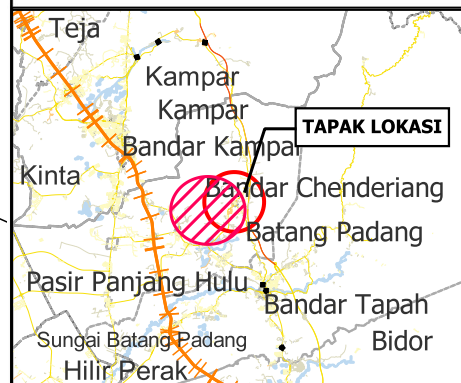 Teja
Kampar
Kampar
TAPAK LOKASI
Bandar Kampar
Kinta
Bandar Chenderiang
Batang Padang
Pasir Panjang Hulu
Bandar Tapah
Sungai Batang Padang
Bidor
Hilir Perak